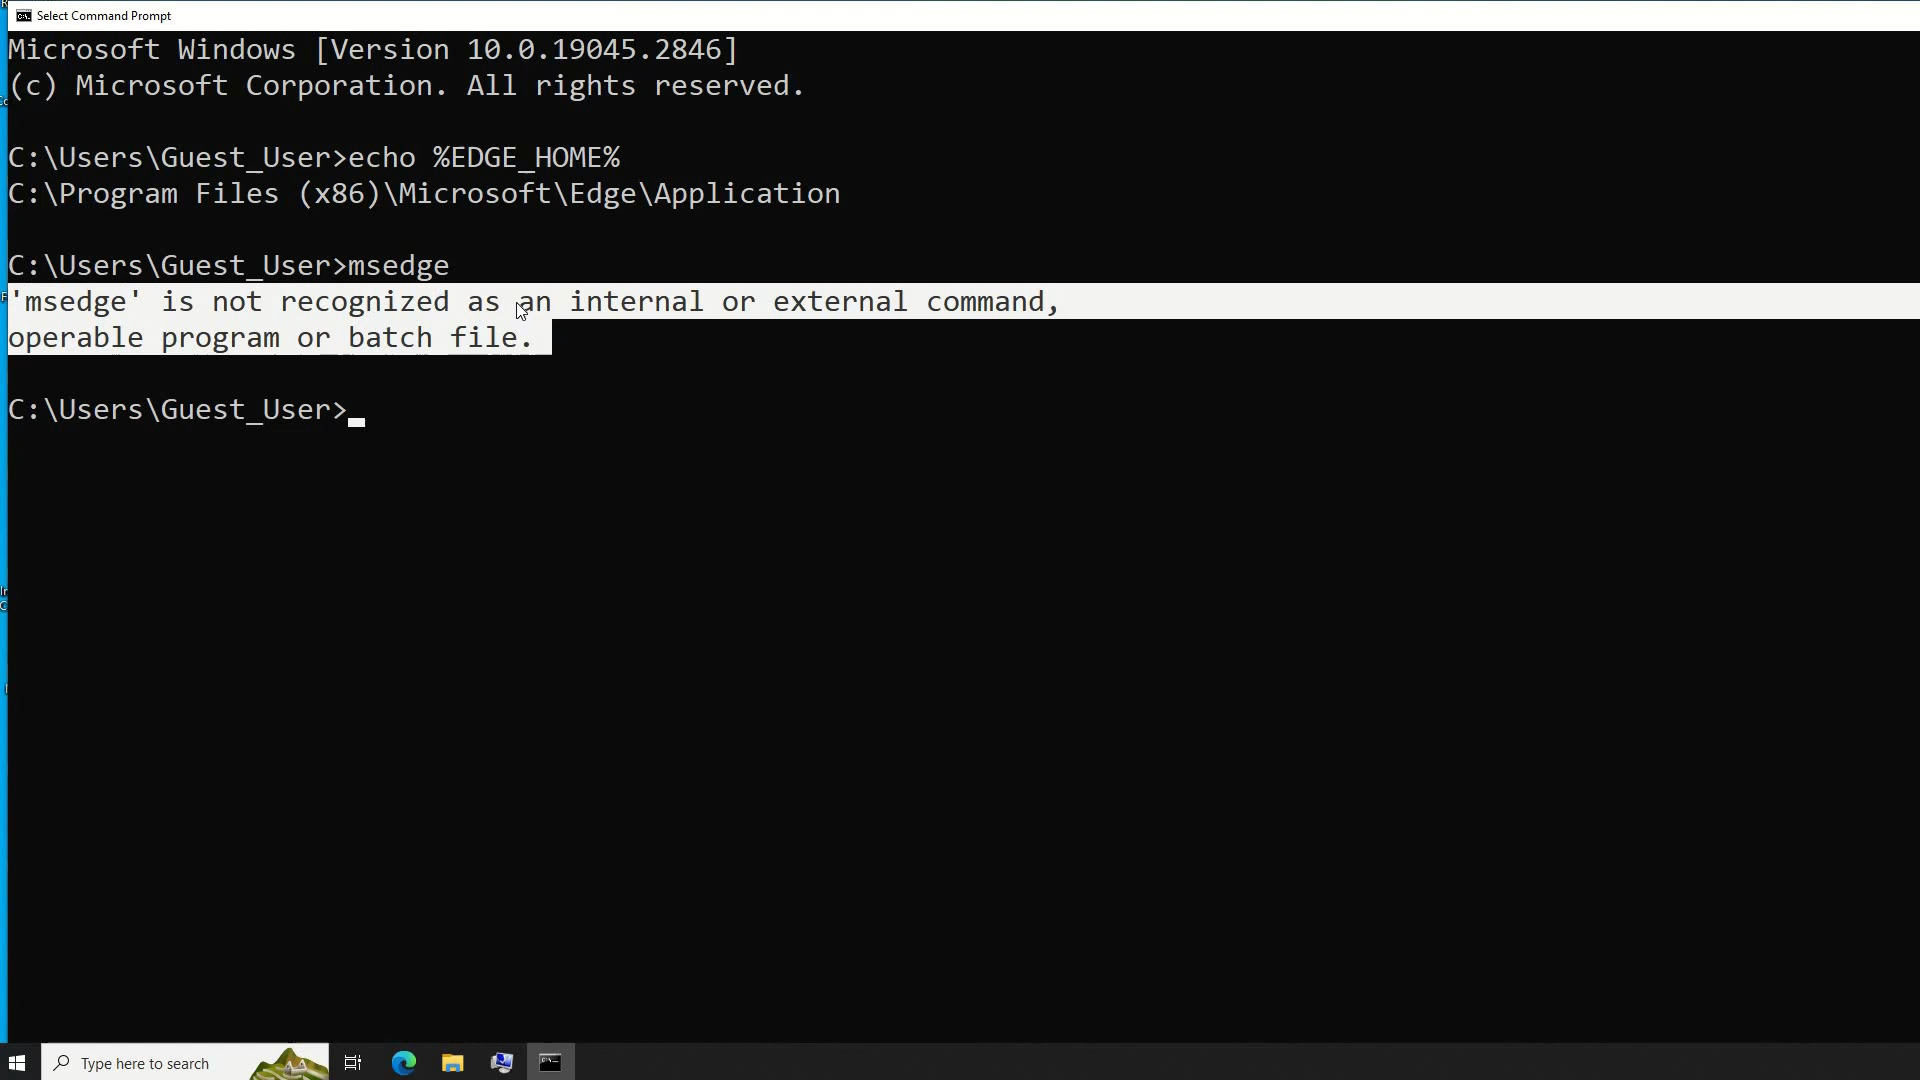 Select Command Prompt
Microsoft Windows [Version 10.0.19045.2846]
(c) Microsoft Corporation. All rights reserved.
C:\Users\Guest_User>echo %EDGE_HOME%
C:\Program Files (x86)\Microsoft\Edge\Application
C:\Users\Guest_User>msedge
'msedge' is not recognized as an internal or external command,
operable program or batch file.
C:\Users\Guest_User>
Type here to search